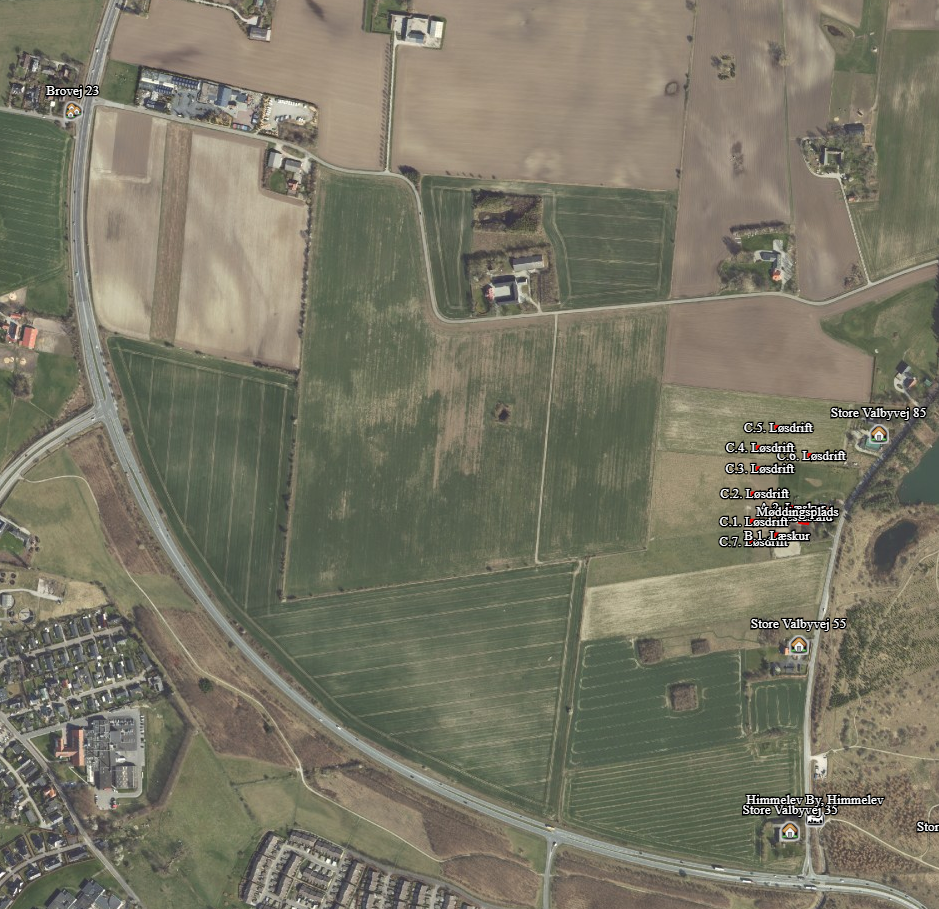 Brovej 23
Store Valbyvej 85
C.5. Løsdrift
C.4. Løsdrift
C.6. Løsdrift
C.3. Løsdrift
C.2. Løsdrift
Møddingsplads
C.1. Løsdrift
B.1. Læskur
C.7. Løsdrift
Store Valbyvej 55
Himmelev By, Himmelev
Store Valbyvej 35